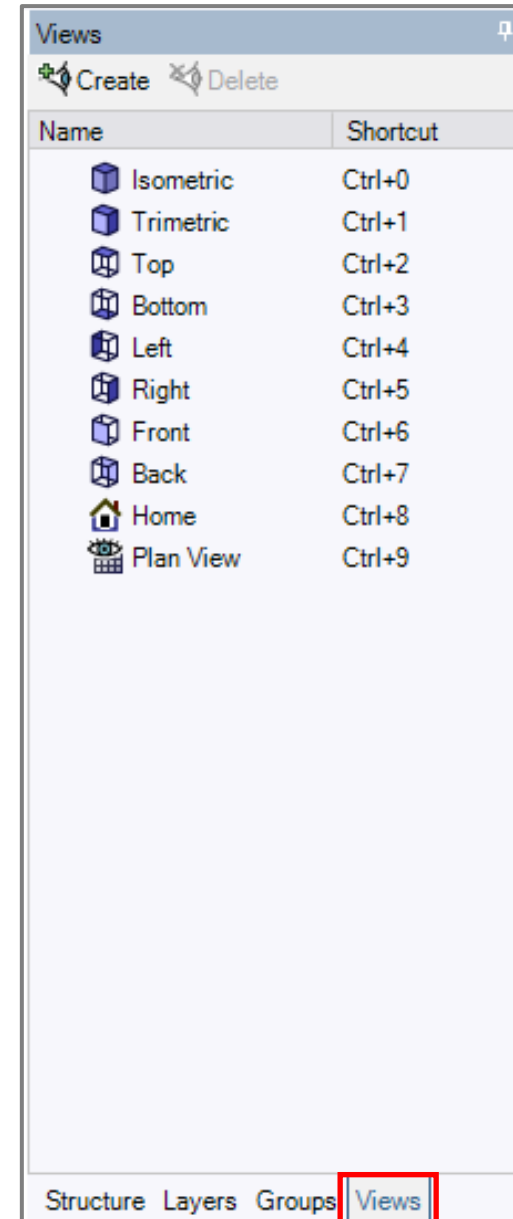 Views
Create Delete
Name Shortcut
Isometric Ctrl+0
Trimetric Ctrl+1
Top Ctrl+2
Bottom Ctrl+3
Left Ctrl+4
Right Ctrl+5
Front Ctrl+6
Back Ctrl+7
Home Ctrl+8
Plan View Ctrl+9
Structure Layers Groups Views